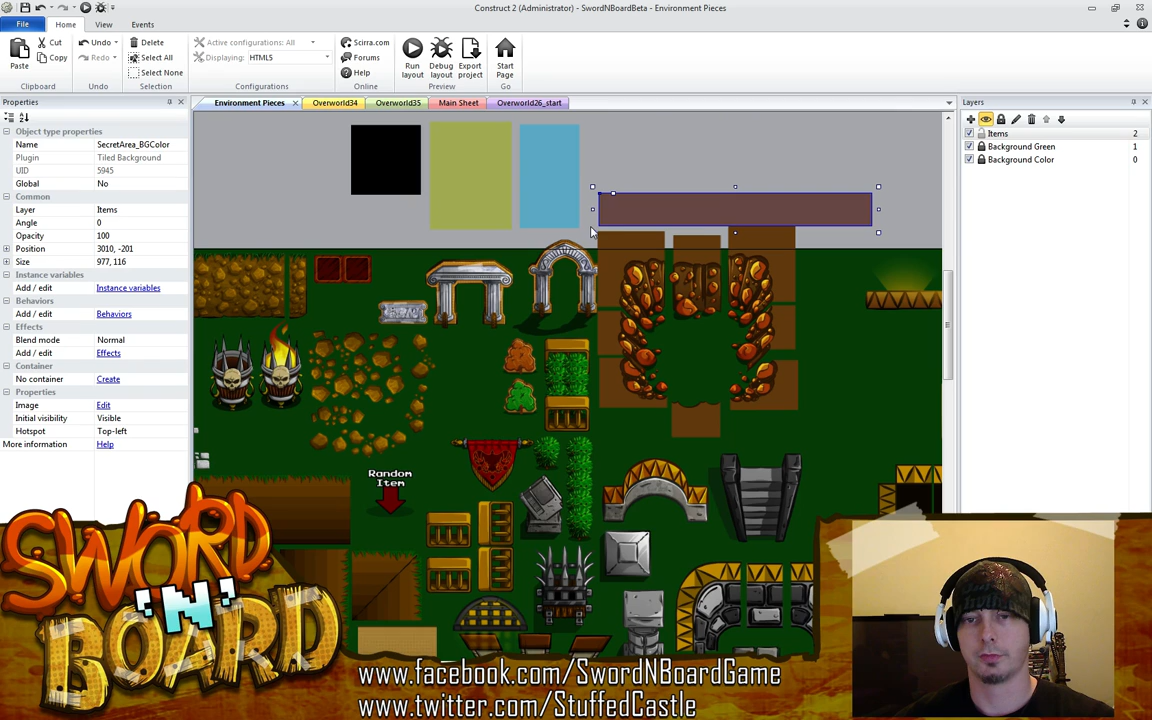 Construct 2 (Administrator) - SwordNBoardBeta - Environment Pieces
File
Home
View
Events
Paste
Cut
Copy
Undo
Redo
Delete
Select All
Select None
Active configurations: All
Displaying: HTML5
Scirra.com
Forums
Help
Run layout
Debug layout
Export project
Start Page
Clipboard
Undo
Selection
Configurations
Online
Preview
Go
Properties
Environment Pieces
Overworld34
Overworld35
Main Sheet
Overworld26_start
Layers
Object type properties
Name SecretArea_BGColor
Plugin Tiled Background
UID 5945
Global No
Common
Layer Items
Angle 0
Opacity 100
Position 3010, -201
Size 977, 116
Instance variables
Add / edit Instance variables
Behaviors
Add / edit Behaviors
Effects
Blend mode Normal
Add / edit Effects
Container
No container Create
Properties
Image Edit
Initial visibility Visible
Hotspot Top-left
More information Help
Items 2
Background Green 1
Background Color 0
Random
Item
SWORD
'N'
BOARD
www.facebook.com/SwordNBoardGame
www.twitter.com/StuffedCastle